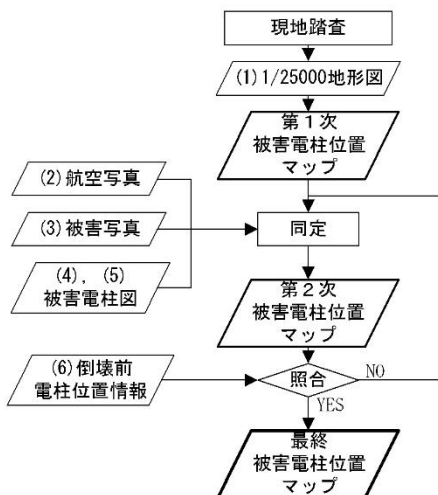 現地踏査
(1)1/25000地形図
第１次
被害電柱位置
マップ
(2)航空写真
(3)被害写真
(4), (5)
被害電柱図
同定
第２次
被害電柱位置
マップ
(6)倒壊前
電柱位置情報
照合
NO
YES
最終
被害電柱位置
マップ